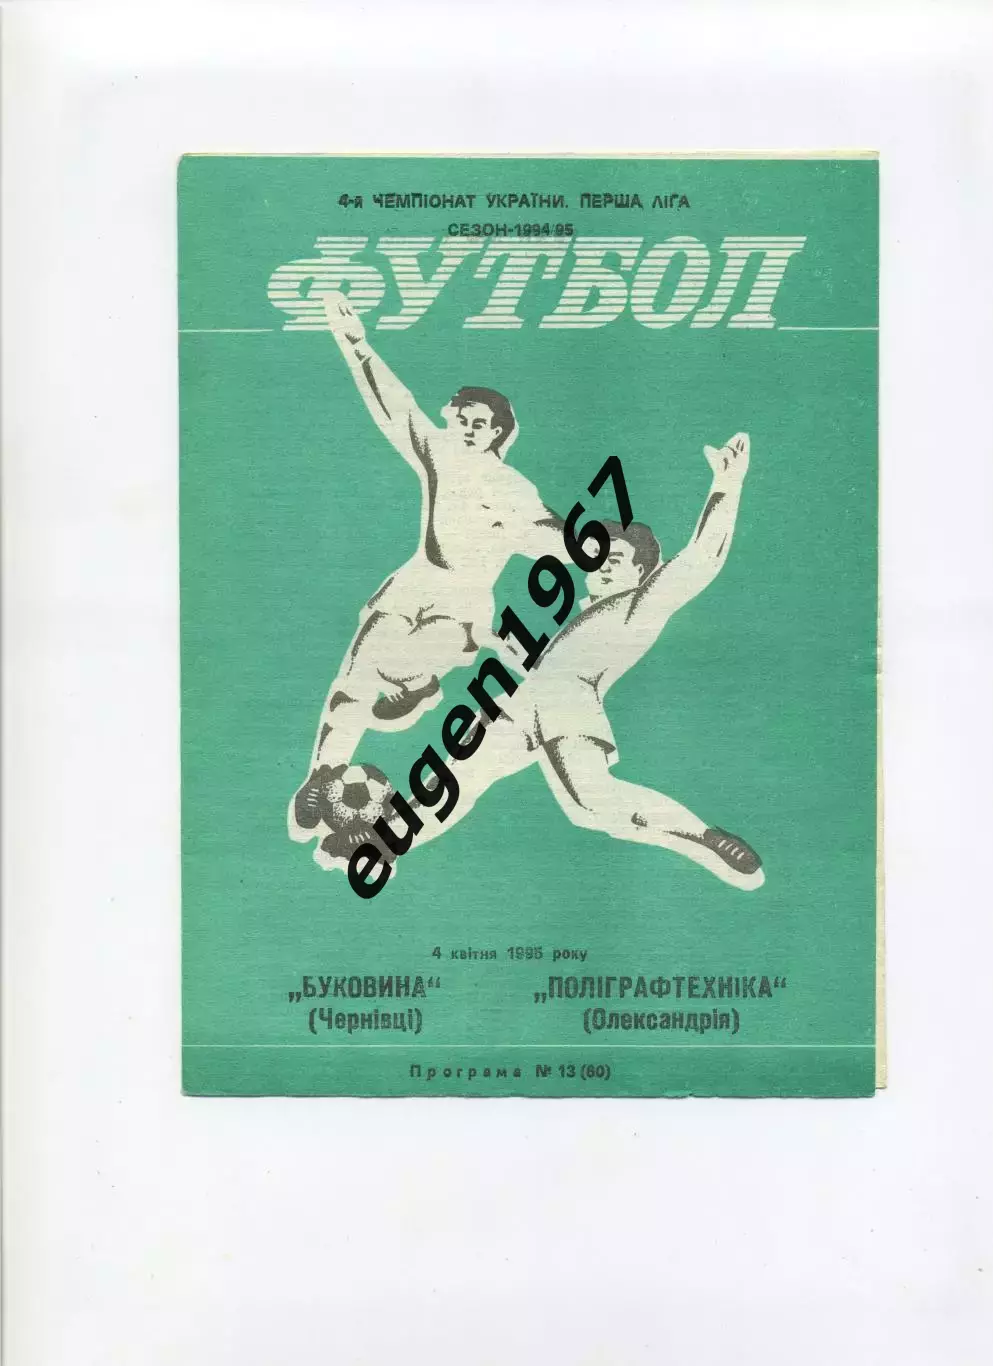 4-й ЧЕМПІОНАТ УКРАЇНИ. ПЕРША ЛІГА
СЕЗОН-1994/95
ФУТБОЛ
eugen1967
4 квітня 1995 року
„БУКОВИНА“ „ПОЛІГРАФТЕХНІКА“
(Чернівці) (Олександрія)
Програма № 13 (60)